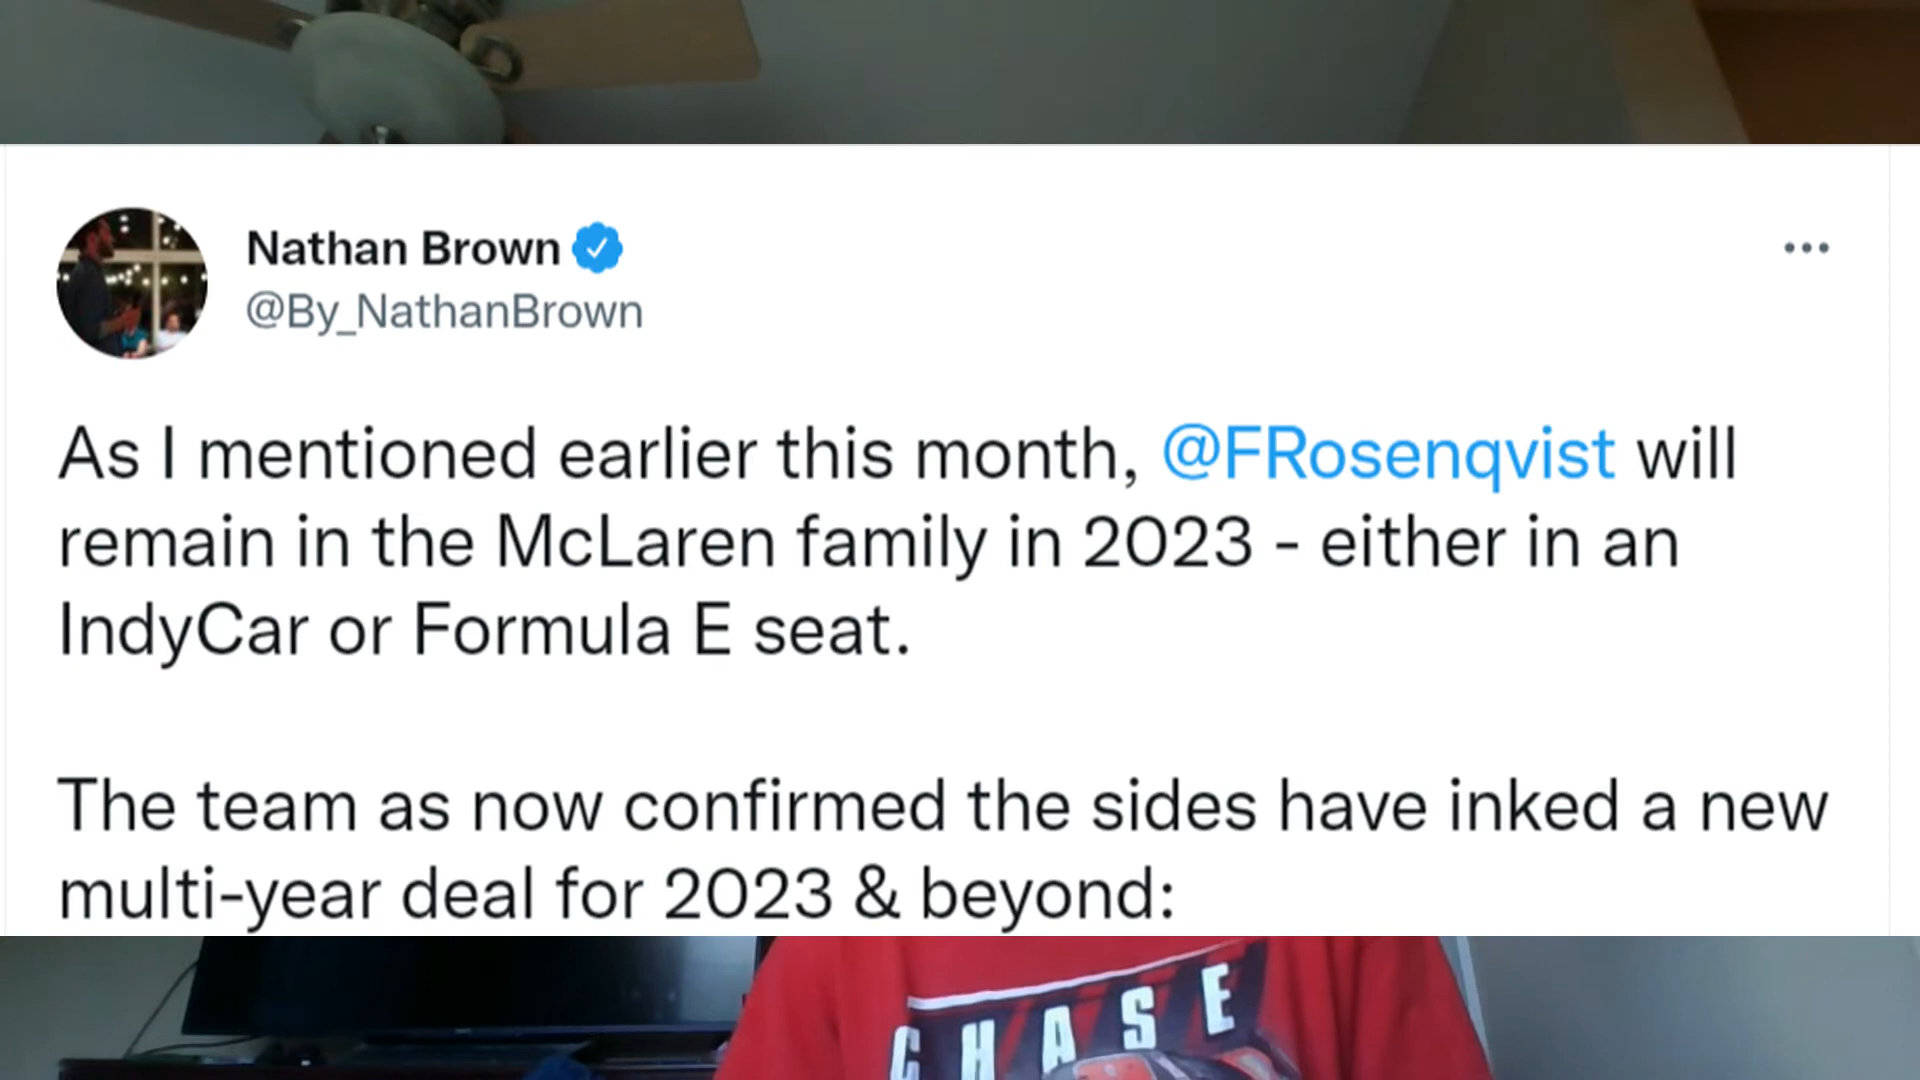 Nathan Brown
@By_NathanBrown
As I mentioned earlier this month, @FRosenqvist will
remain in the McLaren family in 2023 - either in an
IndyCar or Formula E seat.
The team as now confirmed the sides have inked a new
multi-year deal for 2023 & beyond:
CHASE